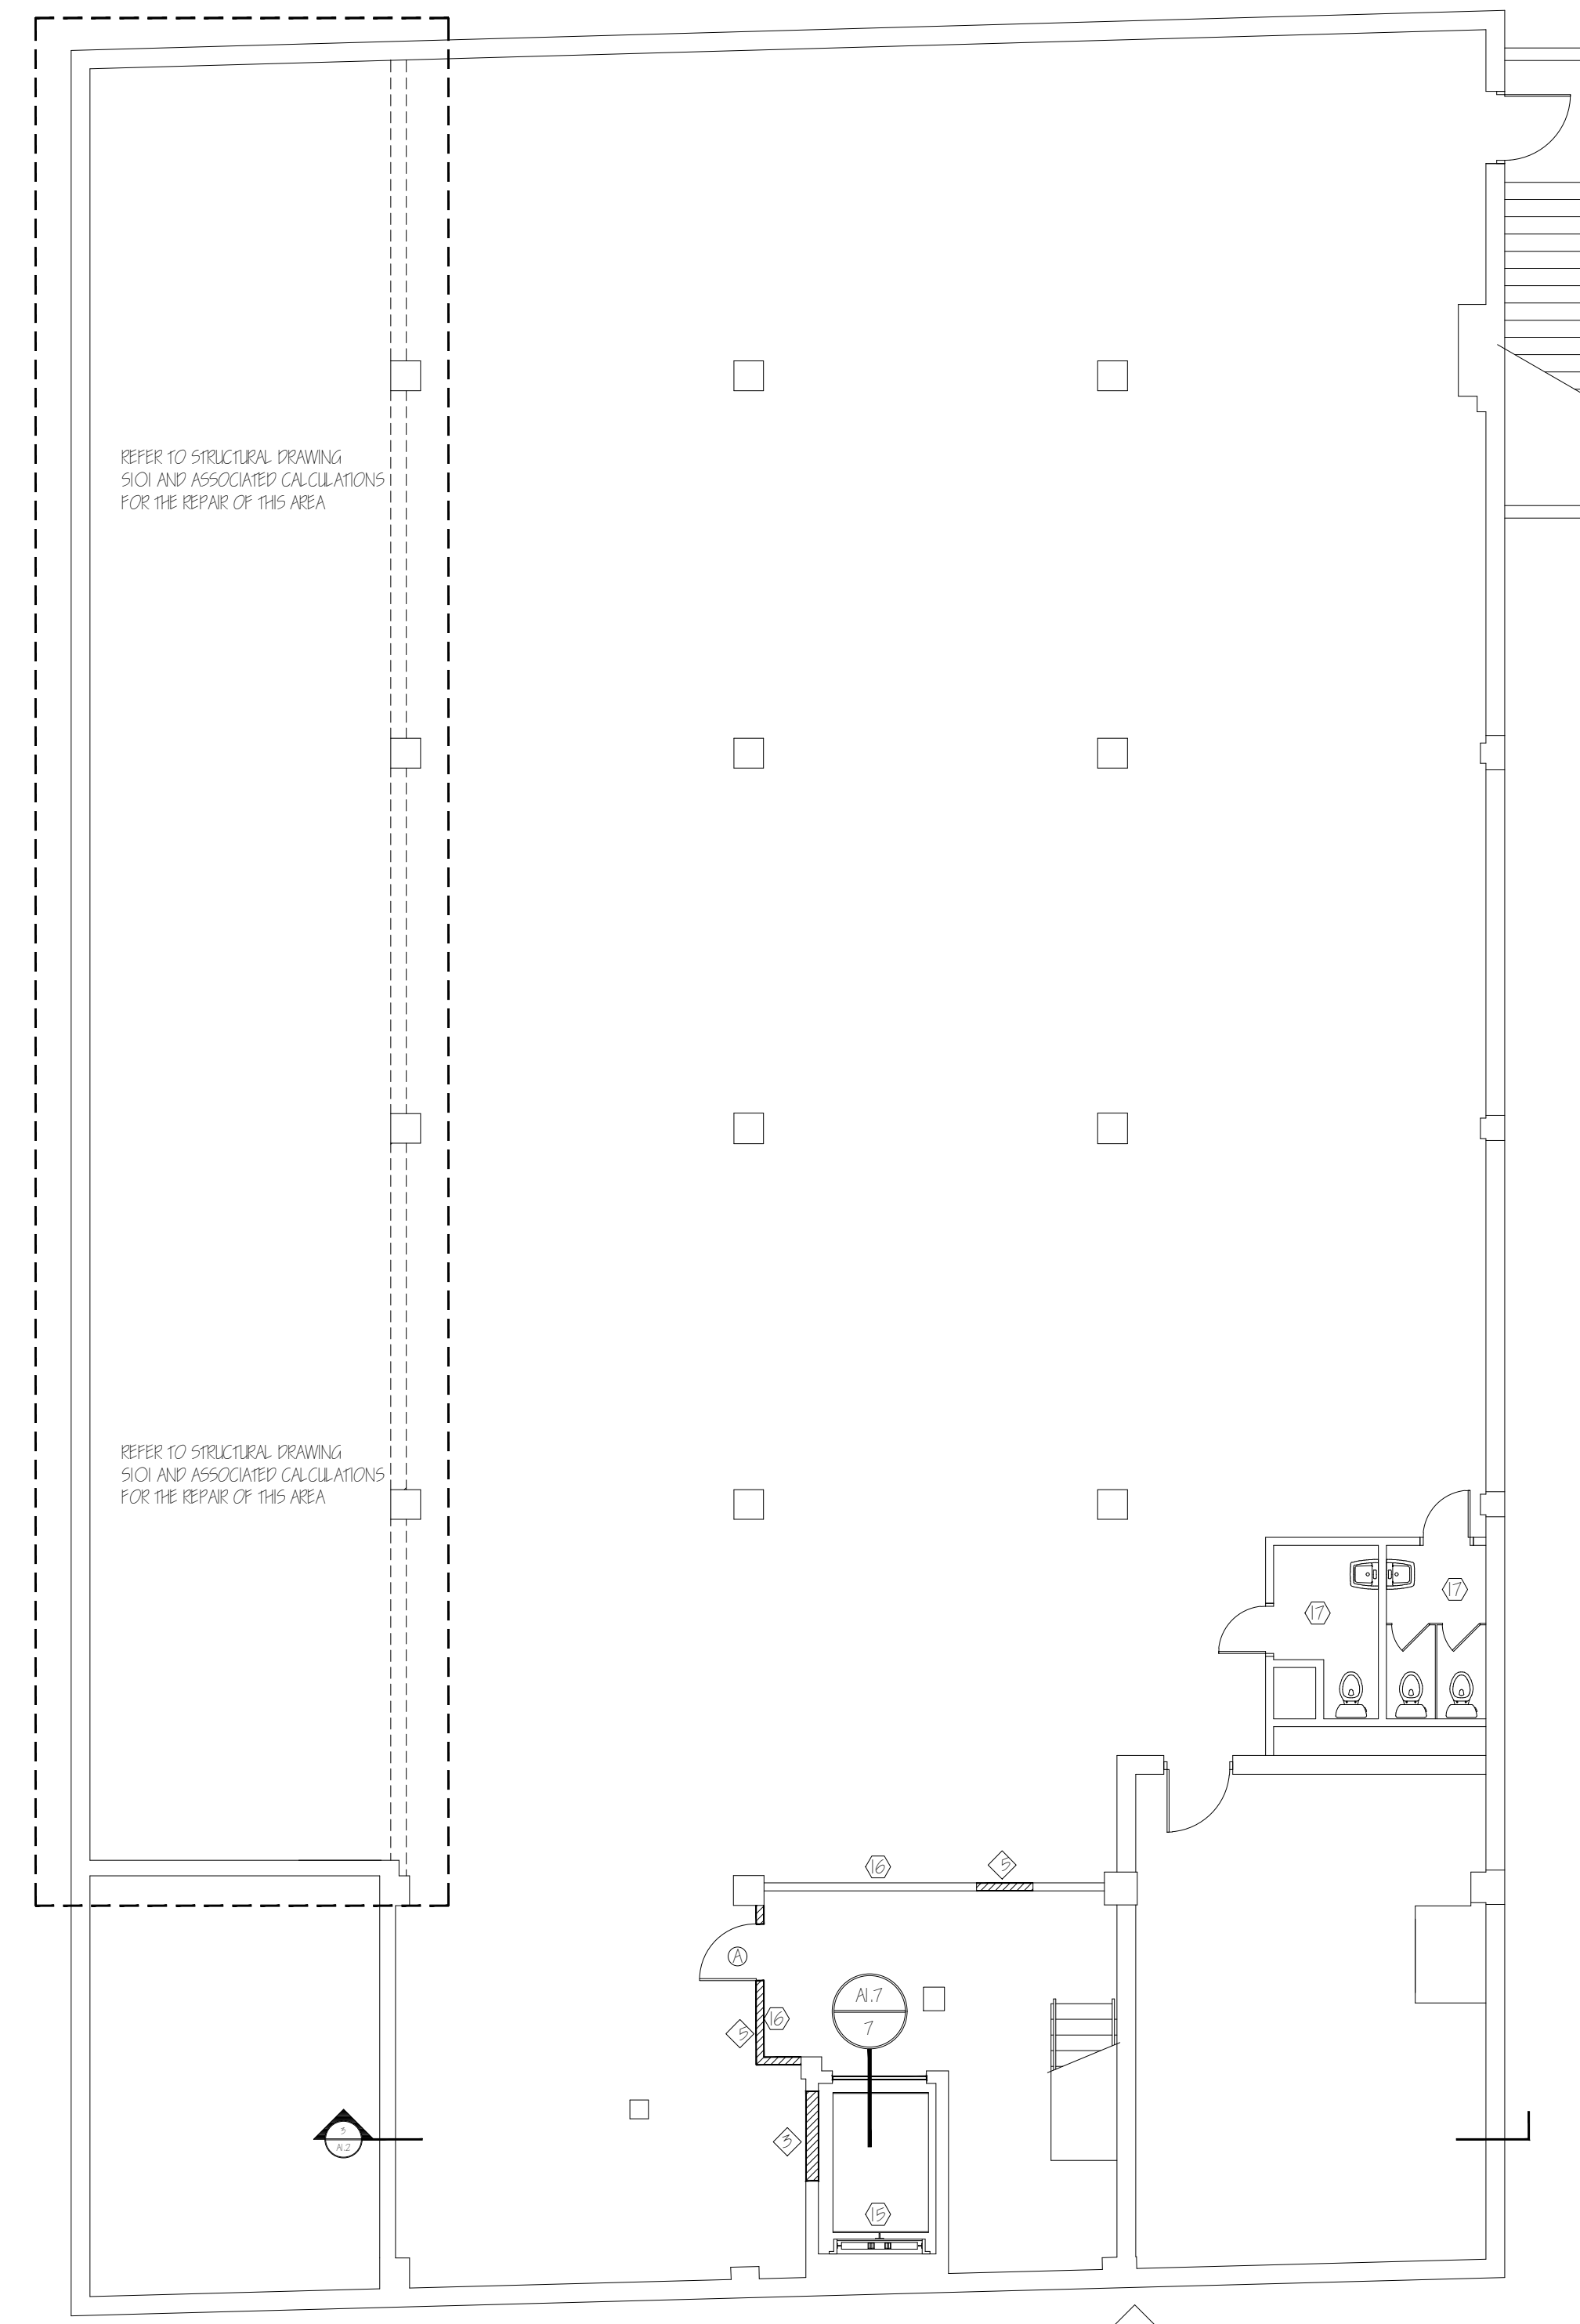 REFER TO STRUCTURAL DRAWING
S101 AND ASSOCIATED CALCULATIONS
FOR THE REPAIR OF THIS AREA
REFER TO STRUCTURAL DRAWING
S101 AND ASSOCIATED CALCULATIONS
FOR THE REPAIR OF THIS AREA
17
17
16
5
A
A1.7
7
16
5
3
A1.2
3
15